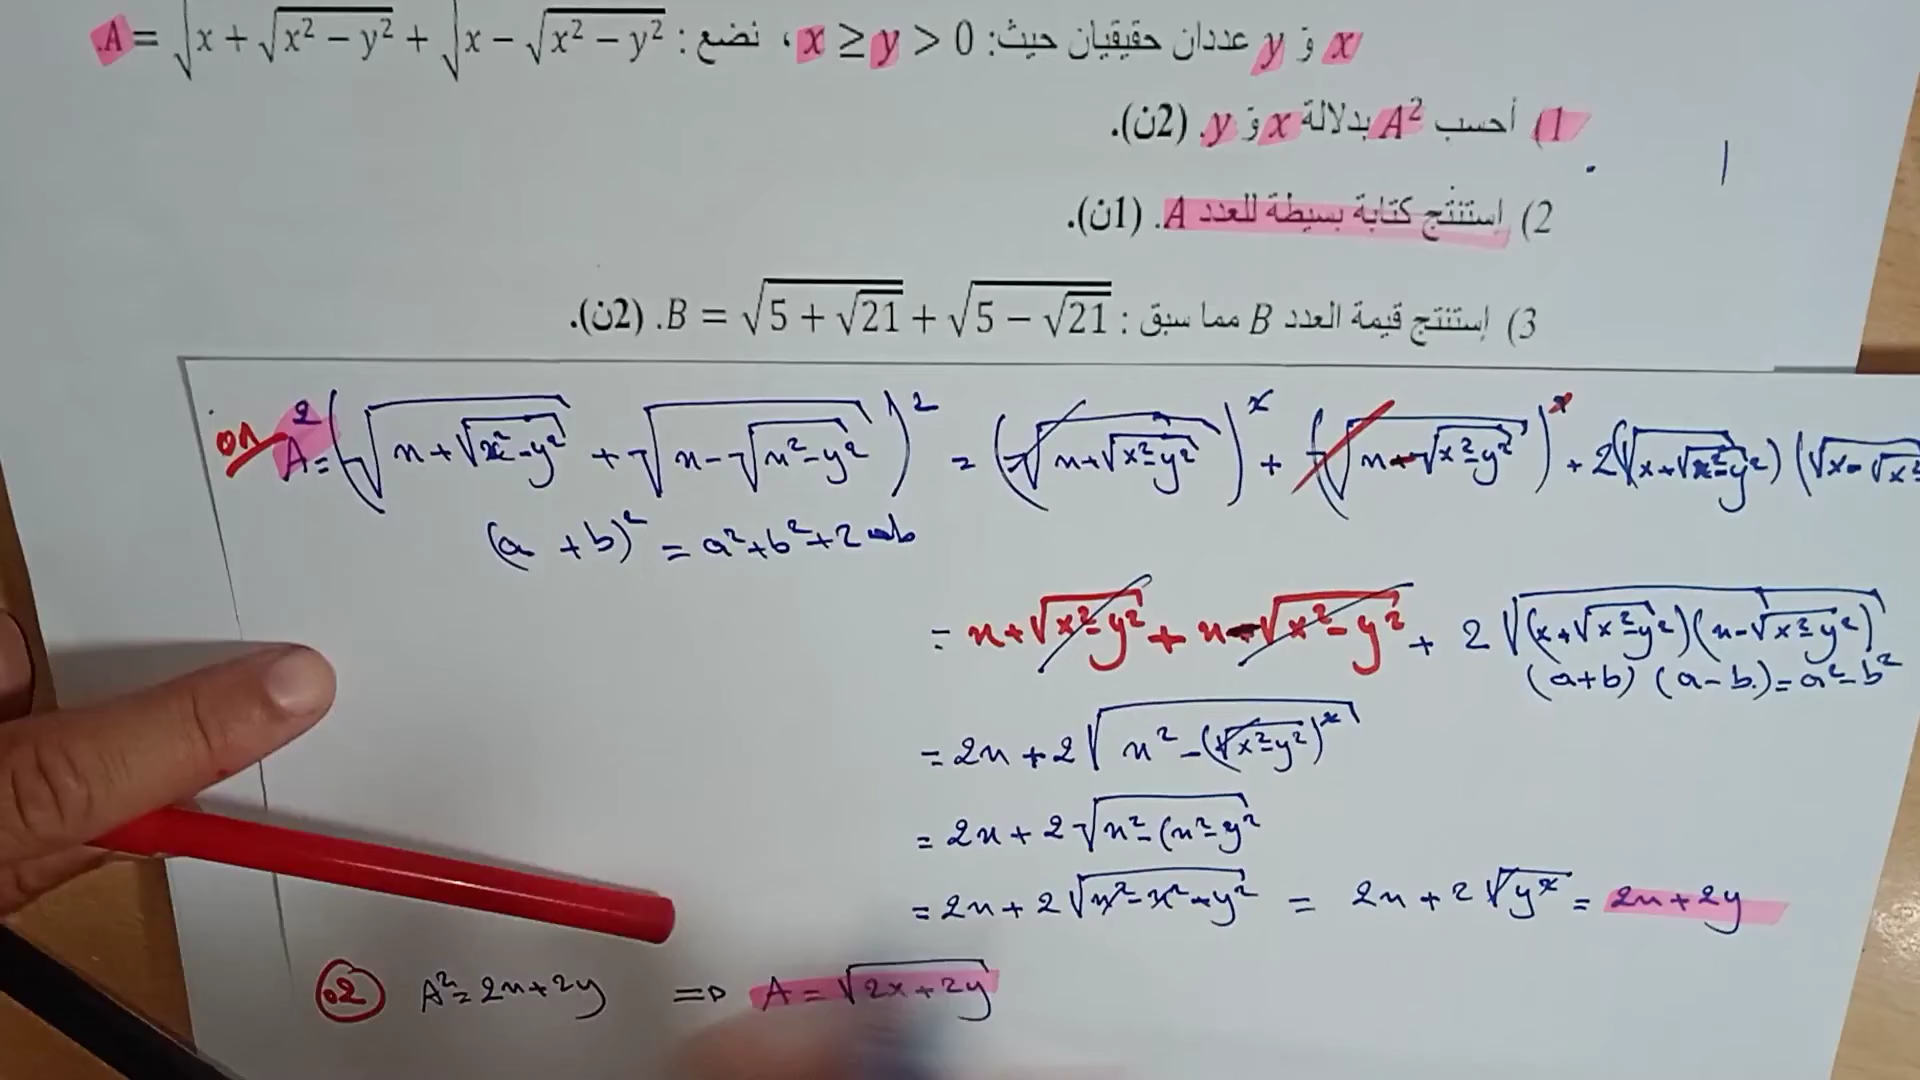 x وَ y عددان حقيقيان حيث: x ≥ y > 0 ، نضع : A = √(x + √(x² − y²)) + √(x − √(x² − y²))
1) أحسب A² بدلالة x وَ y. (2ن).
2) إستنتج كتابة بسيطة للعدد A. (1ن).
3) إستنتج قيمة العدد B مما سبق : B = √(5 + √21) + √(5 − √21). (2ن).
01 A² = (√(x+√(x²-y²)) + √(x-√(x²-y²)))² = (√(x+√(x²-y²)))² + (√(x-√(x²-y²)))² + 2(√(x+√(x²-y²)))(√(x-√(x²
(a + b)² = a² + b² + 2ab
= x+√(x²-y²) + x-√(x²-y²) + 2√((x+√(x²-y²))(x-√(x²-y²)))
(a+b)(a-b) = a²-b²
= 2x + 2√(x² - (√(x²-y²))²)
= 2x + 2√(x² - (x²-y²
= 2x + 2√(x²-x²+y²) = 2x + 2√(y²) = 2x+2y
02 A² = 2x+2y => A = √(2x+2y)